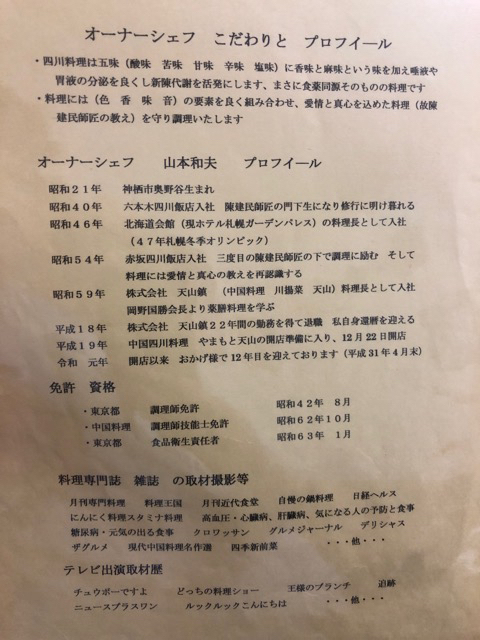 オーナーシェフ　こだわりと　プロフイール
・四川料理は五味（酸味　苦味　甘味　辛味　塩味）に香味と麻味という味を加え唾液や
胃液の分泌を良くし新陳代謝を活発にします、まさに食薬同源そのものの料理です
・料理には（色　香　味　音）の要素を良く組み合わせ、愛情と真心を込めた料理（故陳
建民師匠の教え）を守り調理いたします
オーナーシェフ　　山本和夫　　プロフイール
昭和２１年　神栖市奥野谷生まれ
昭和４０年　六本木四川飯店入社　陳建民師匠の門下生になり修行に明け暮れる
昭和４６年　北海道会館（現ホテル札幌ガーデンパレス）の料理長として入社
（４７年札幌冬季オリンピック）
昭和５４年　赤坂四川飯店入社　三度目の陳建民師匠の下で調理に励む　そして
料理には愛情と真心の教えを再認識する
昭和５９年　株式会社　天山鎮　（中国料理　川揚菜　天山）料理長として入社
岡野国勝会長より薬膳料理を学ぶ
平成１８年　株式会社　天山鎮２２年間の勤務を得て退職　私自身還暦を迎える
平成１９年　中国四川料理　やまもと天山の開店準備に入り、12月22日開店
令和　元年　開店以来　おかげ様で12年目を迎えております（平成31年４月末）
免許　資格
・東京都　調理師免許　昭和４２年　８月
・中国料理　調理師技能士免許　昭和６２年１０月
・東京都　食品衛生責任者　昭和６３年　１月
料理専門誌　雑誌　の取材撮影等
月刊専門料理　料理王国　月刊近代食堂　自慢の鍋料理　日経ヘルス
にんにく料理スタミナ料理　高血圧・心臓病、肝臓病、気になる人の予防と食事
糖尿病・元気の出る食事　クロワッサン　グルメジャーナル　デリシャス
ザグルメ　現代中国料理名作選　四季新前菜　・・・他・・・
テレビ出演取材歴
チュウボーですよ　どっちの料理ショー　王様のブランチ　追跡
ニュースプラスワン　ルックルックこんにちは　・・・他・・・